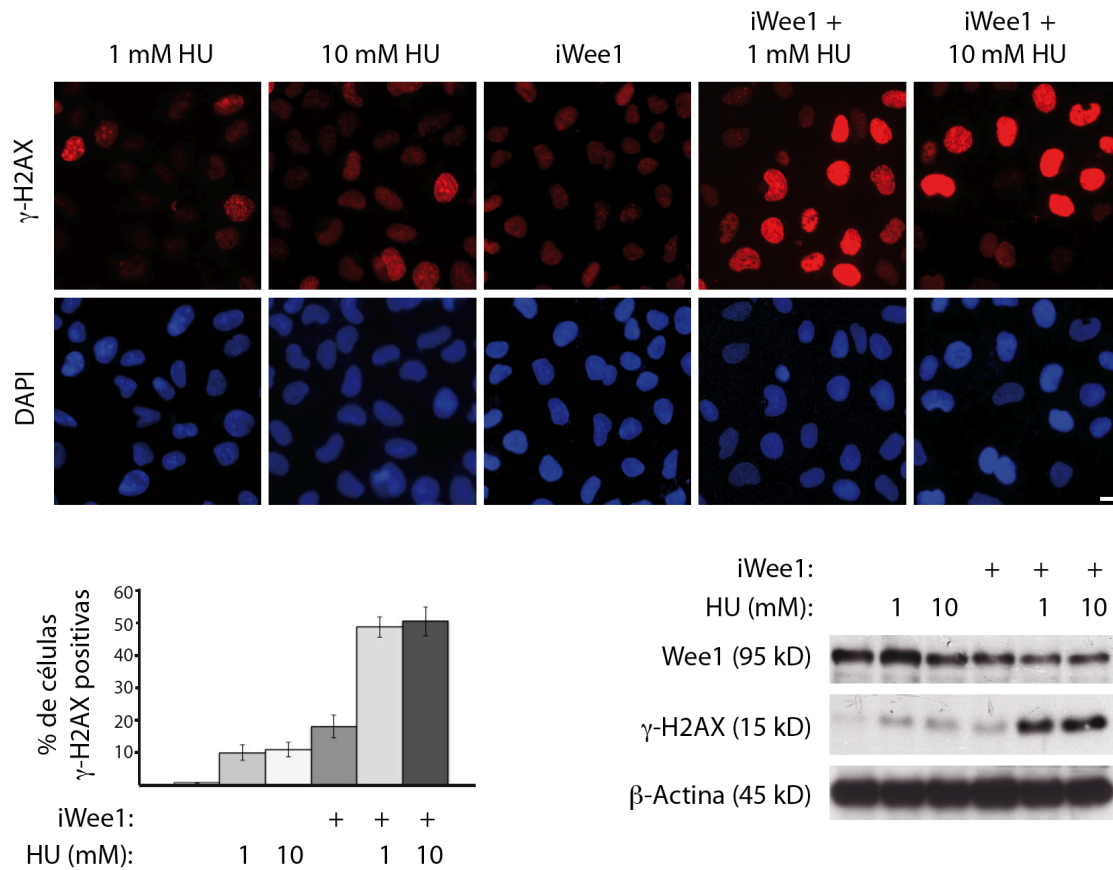 1 mM HU
10 mM HU
iWee1
iWee1 +
1 mM HU
iWee1 +
10 mM HU
γ-H2AX
DAPI
% de células
γ-H2AX positivas
60
50
40
30
20
10
iWee1: + + +
HU (mM): 1 10 1 10
iWee1: + + +
HU (mM): 1 10 1 10
Wee1 (95 kD)
γ-H2AX (15 kD)
β-Actina (45 kD)